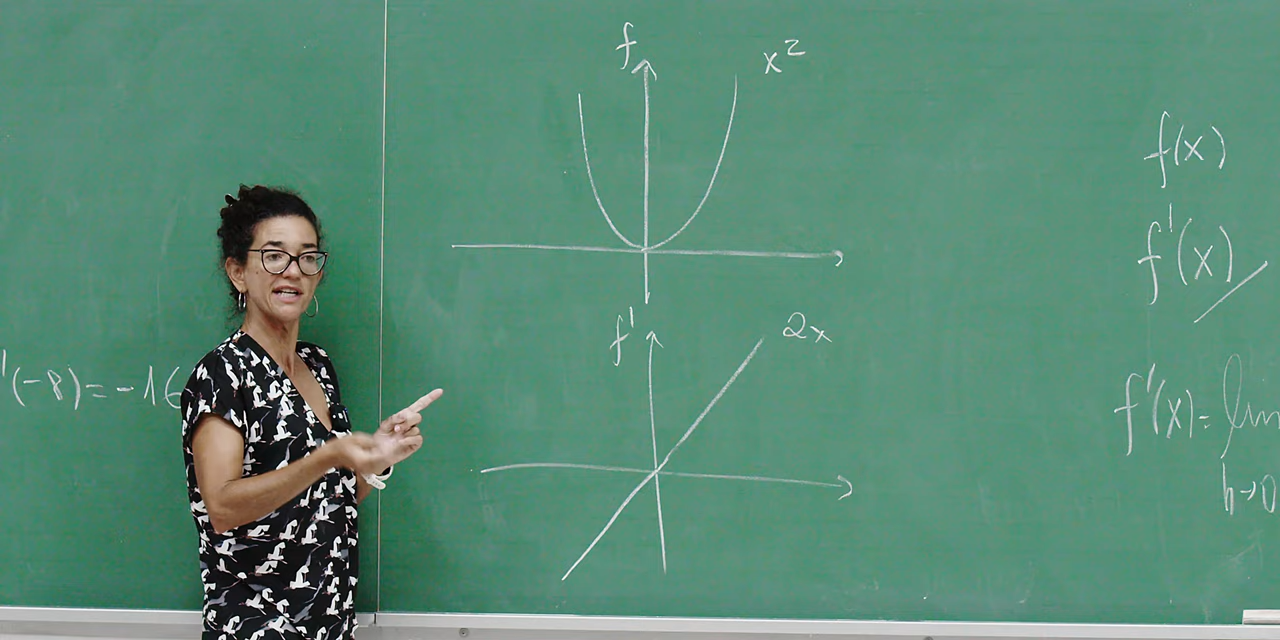 '(-8)=-16
f
x²
f'
2x
f(x)
f'(x)
f'(x)= lim
h→0